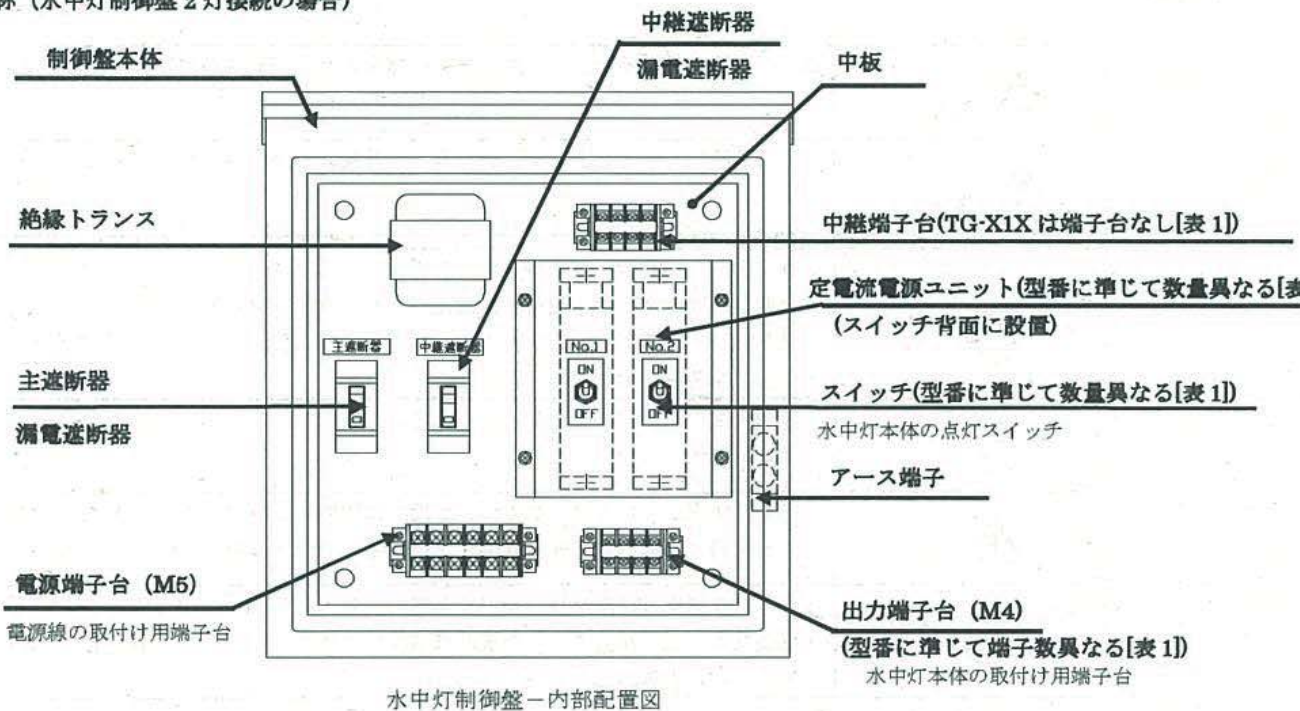 称（水中灯制御盤2灯接続の場合）
中継遮断器
漏電遮断器
制御盤本体
中板
絶縁トランス
中継端子台(TG-X1Xは端子台なし[表1])
定電流電源ユニット(型番に準じて数量異なる[表
(スイッチ背面に設置)
主遮断器
中継遮断器
No.1
No.2
ON
ON
OFF
OFF
主遮断器
漏電遮断器
スイッチ(型番に準じて数量異なる[表1])
水中灯本体の点灯スイッチ
アース端子
電源端子台（M5）
電源線の取付け用端子台
出力端子台（M4）
(型番に準じて端子数異なる[表1])
水中灯本体の取付け用端子台
水中灯制御盤－内部配置図